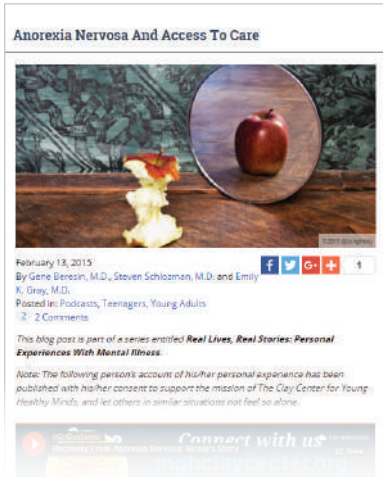 Anorexia Nervosa And Access To Care
February 13, 2015
By Gene Beresin, M.D., Steven Schlozman, M.D. and Emily
K. Gray, M.D.
Posted in: Podcasts, Teenagers, Young Adults
2 2 Comments
f G+ + 1
This blog post is part of a series entitled Real Lives, Real Stories: Personal
Experiences With Mental Illness.
Note: The following person's account of his/her personal experience has been
published with his/her consent to support the mission of The Clay Center for Young
Healthy Minds, and let others in similar situations not feel so alone.
Connect with us
Recovery From Anorexia Nervosa: Nicole's Story
Share
mghclaycenter.org